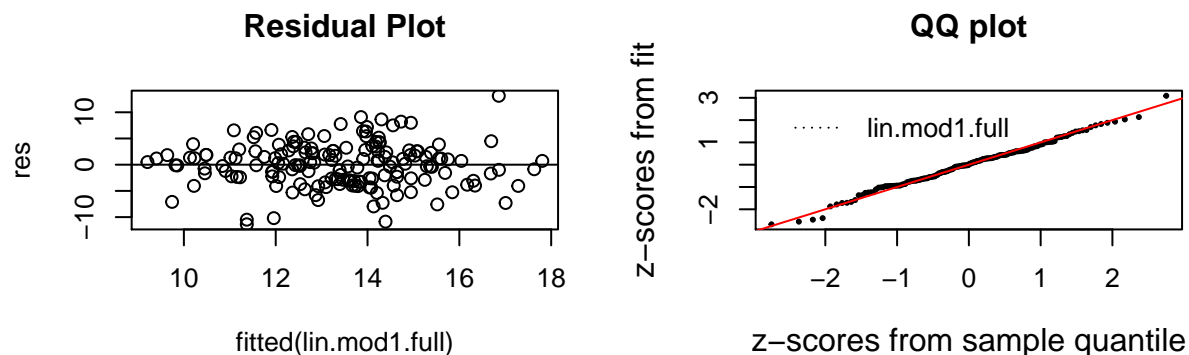 Residual Plot
res
−10
0
10
10
12
14
16
18
fitted(lin.mod1.full)
QQ plot
z−scores from fit
−2
1
3
lin.mod1.full
−2
−1
0
1
2
z−scores from sample quantile